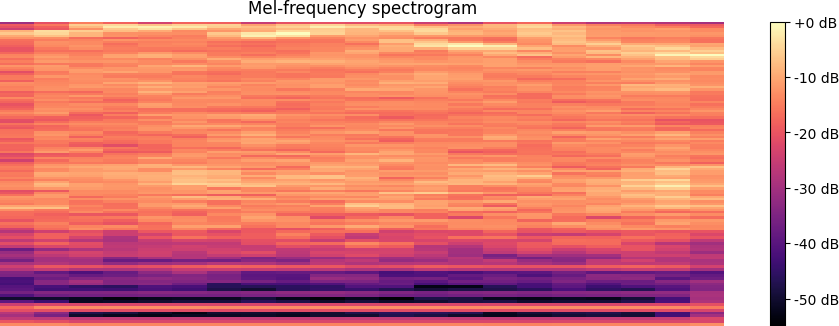 Mel-frequency spectrogram
+0 dB
-10 dB
-20 dB
-30 dB
-40 dB
-50 dB